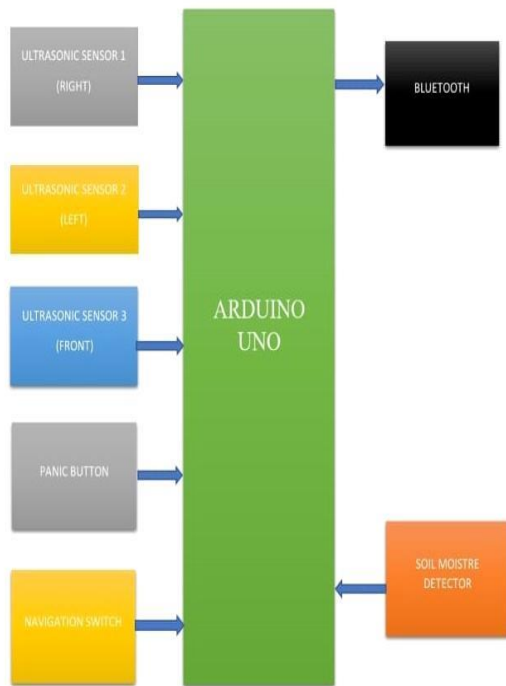 ULTRASONIC SENSOR 1
(RIGHT)
ULTRASONIC SENSOR 2
(LEFT)
ULTRASONIC SENSOR 3
(FRONT)
PANIC BUTTON
NAVIGATION SWITCH
ARDUINO
UNO
BLUETOOTH
SOIL MOISTRE
DETECTOR